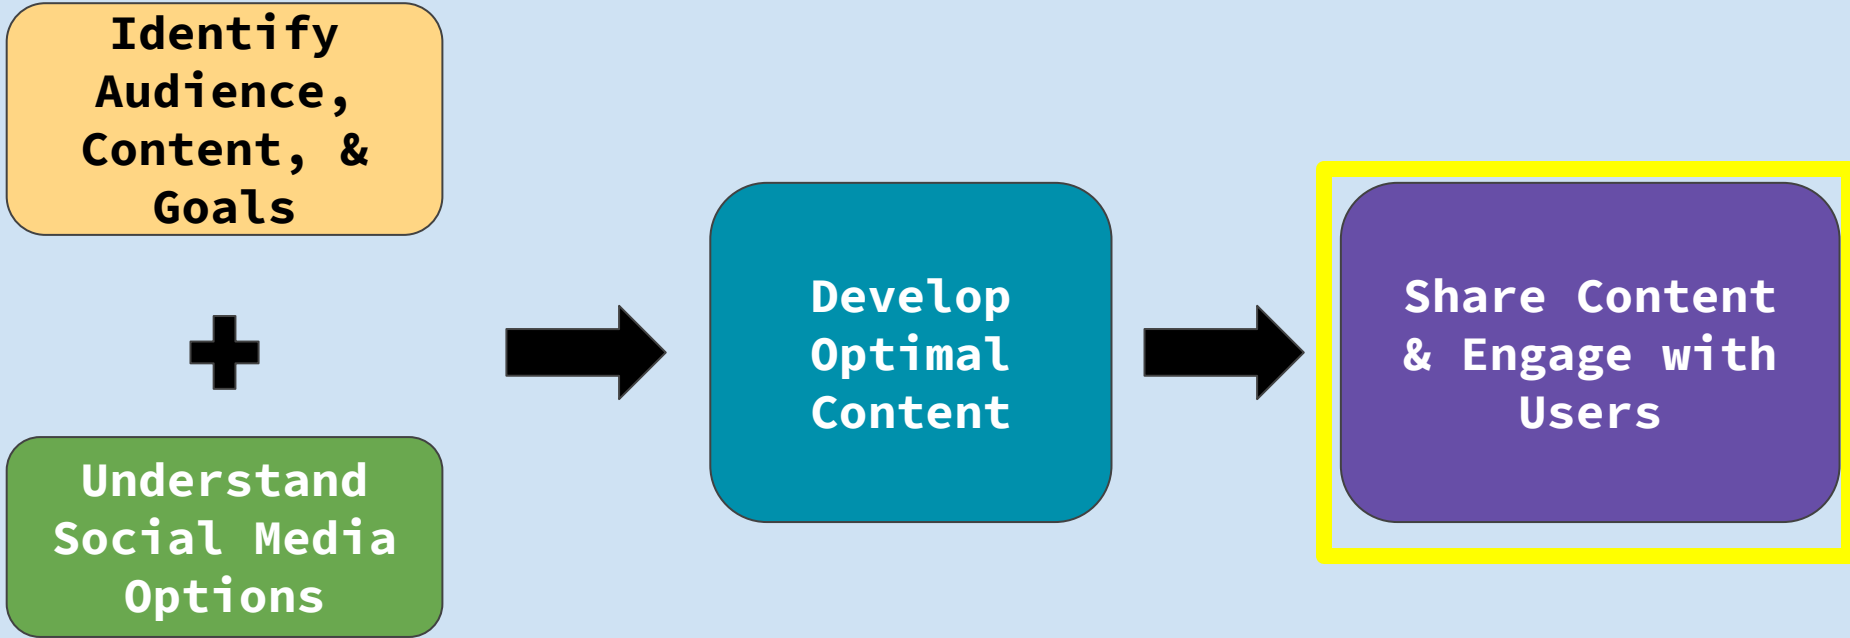 Identify
Audience,
Content, &
Goals
Understand
Social Media
Options
Develop
Optimal
Content
Share Content
& Engage with
Users